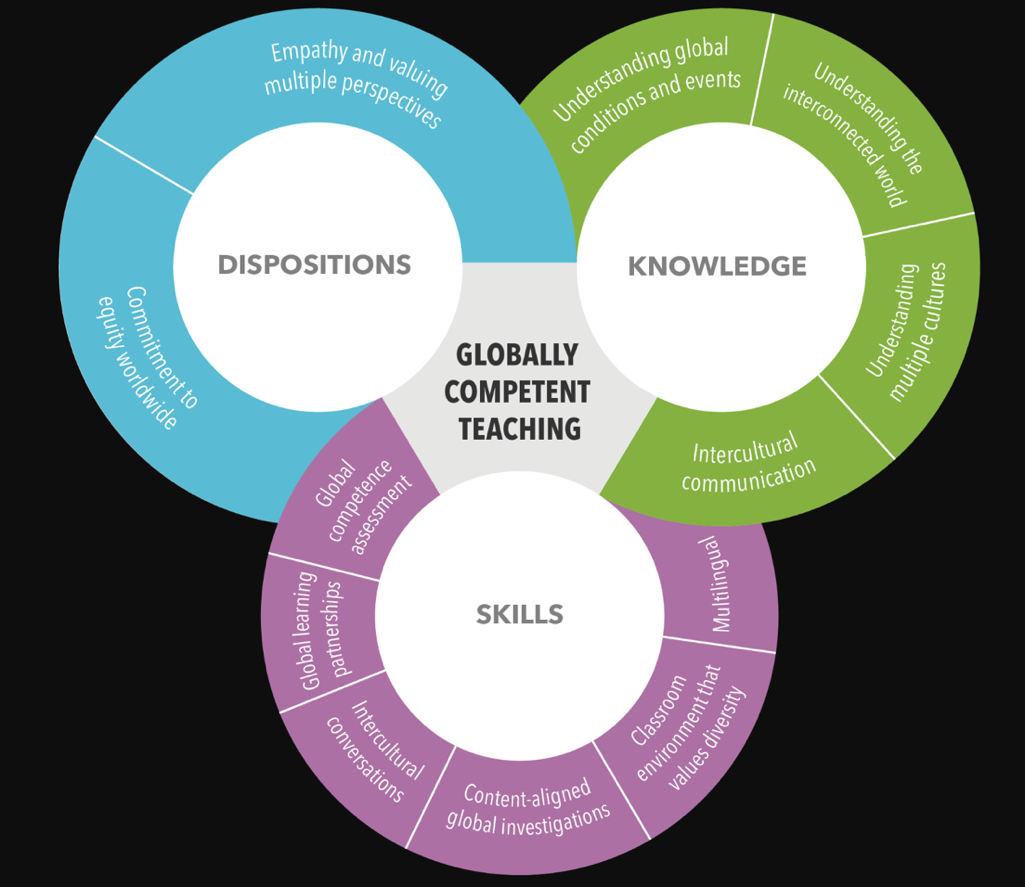 Empathy and valuing
multiple perspectives
Commitment to
equity worldwide
DISPOSITIONS
Understanding global
conditions and events
Understanding the
interconnected world
Understanding
multiple cultures
Intercultural
communication
KNOWLEDGE
GLOBALLY
COMPETENT
TEACHING
Multilingual
Classroom
environment that
values diversity
Content-aligned
global investigations
Intercultural
conversations
Global learning
partnerships
Global
competence
assessment
SKILLS